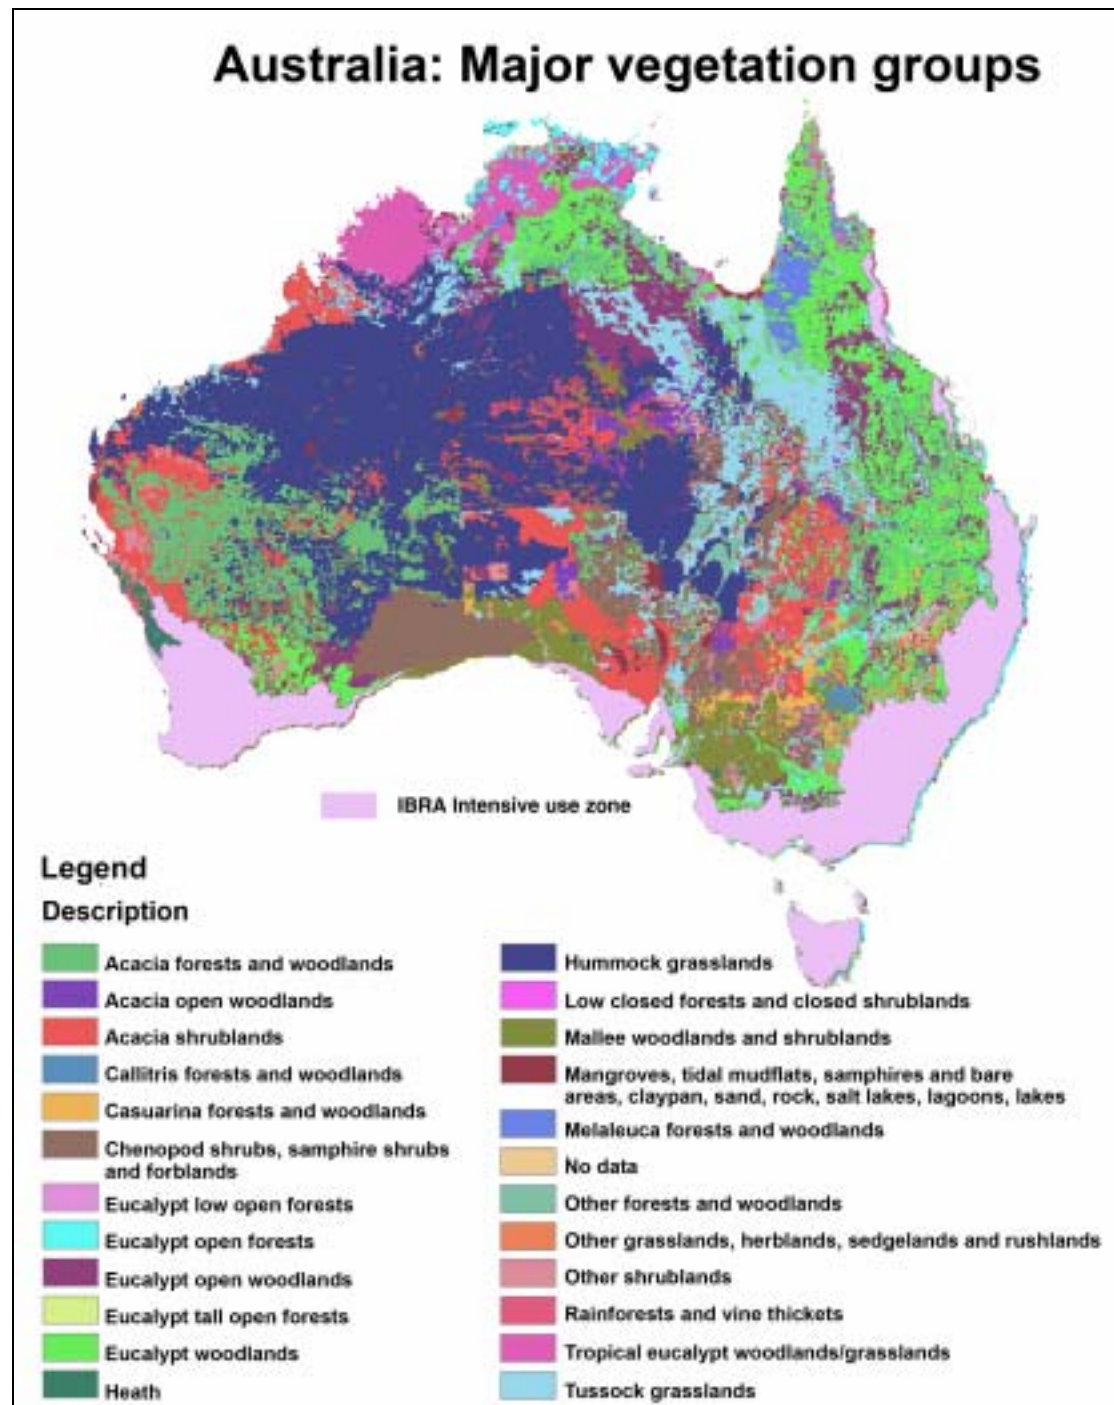 Australia: Major vegetation groups
IBRA Intensive use zone
Legend
Description
Acacia forests and woodlands
Acacia open woodlands
Acacia shrublands
Callitris forests and woodlands
Casuarina forests and woodlands
Chenopod shrubs, samphire shrubs
and forblands
Eucalypt low open forests
Eucalypt open forests
Eucalypt open woodlands
Eucalypt tall open forests
Eucalypt woodlands
Heath
Hummock grasslands
Low closed forests and closed shrublands
Mallee woodlands and shrublands
Mangroves, tidal mudflats, samphires and bare
areas, claypan, sand, rock, salt lakes, lagoons, lakes
Melaleuca forests and woodlands
No data
Other forests and woodlands
Other grasslands, herblands, sedgelands and rushlands
Other shrublands
Rainforests and vine thickets
Tropical eucalypt woodlands/grasslands
Tussock grasslands